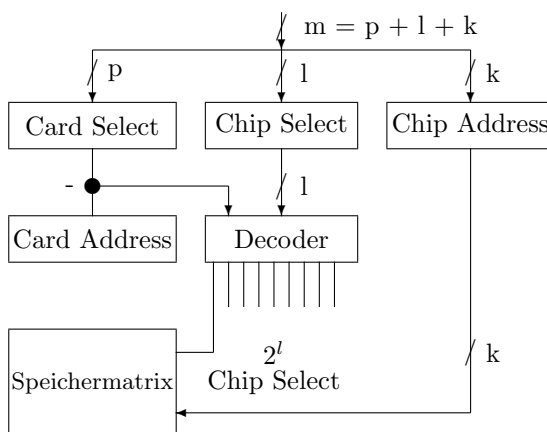 m = p + l + k
p
l
k
Card Select
Chip Select
Chip Address
-
l
Card Address
Decoder
2^l
k
Speichermatrix
Chip Select